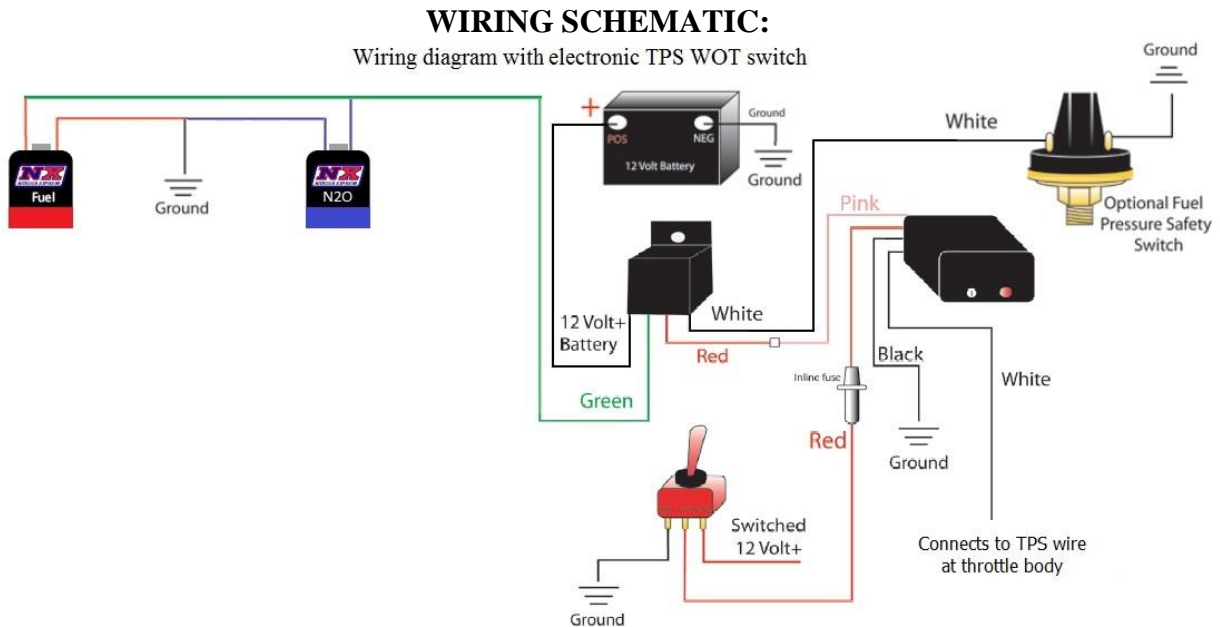 WIRING SCHEMATIC:
Wiring diagram with electronic TPS WOT switch
Ground
+
POS
NEG
Ground
12 Volt Battery
Ground
White
NX
Fuel
NX
N2O
Ground
Pink
Optional Fuel
Pressure Safety
Switch
12 Volt+
Battery
White
Red
Green
Inline fuse
Black
White
Red
Ground
Switched
12 Volt+
Connects to TPS wire
at throttle body
Ground